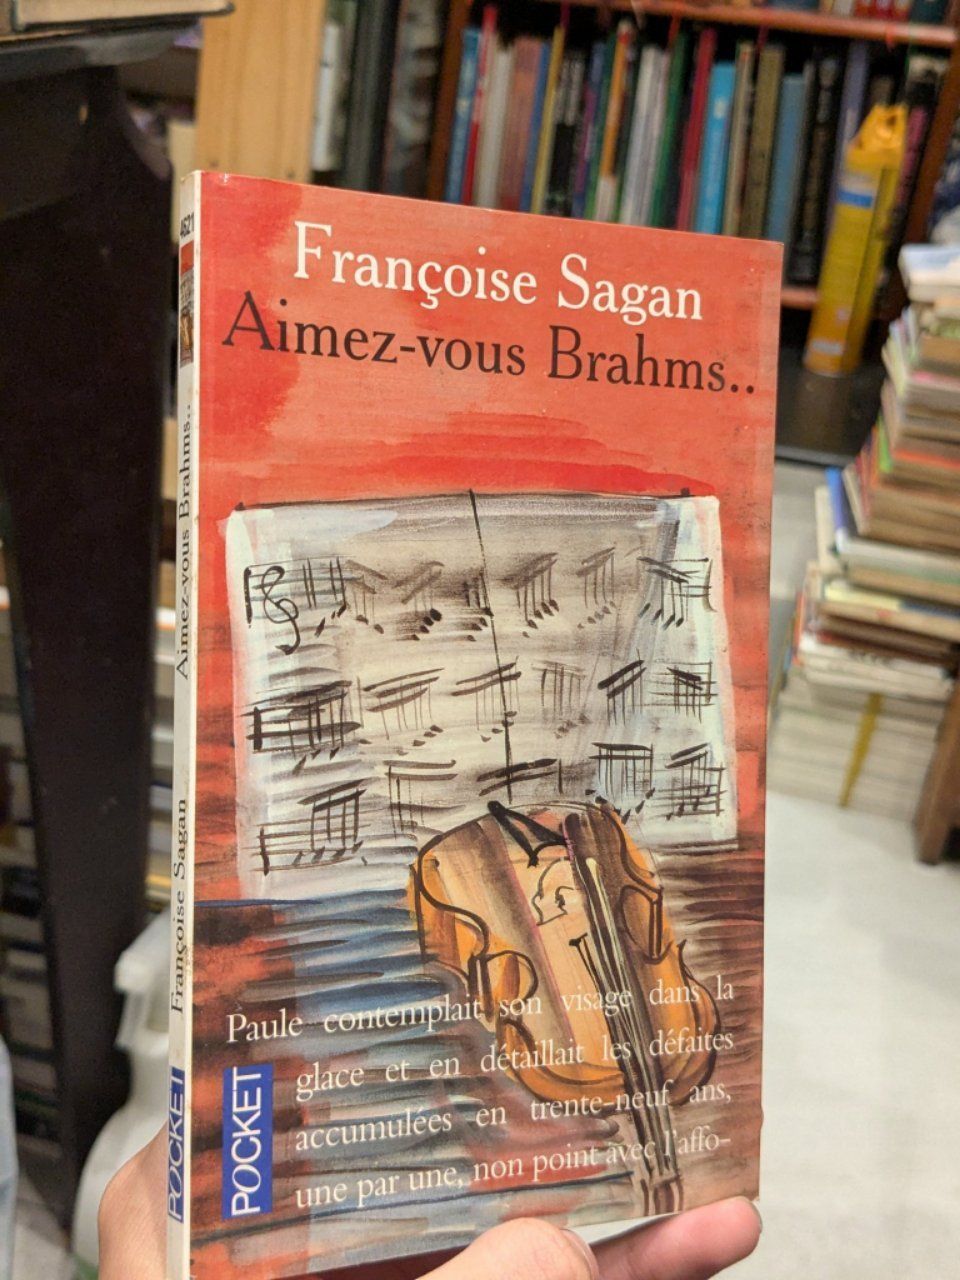 Françoise Sagan
Aimez-vous Brahms..
Paule contemplait son visage dans la
glace et en détaillait les défaites
accumulées en trente-neuf ans,
une par une, non point avec l'affo-
POCKET
4621
Aimez-vous Brahms..
Françoise Sagan
POCKET